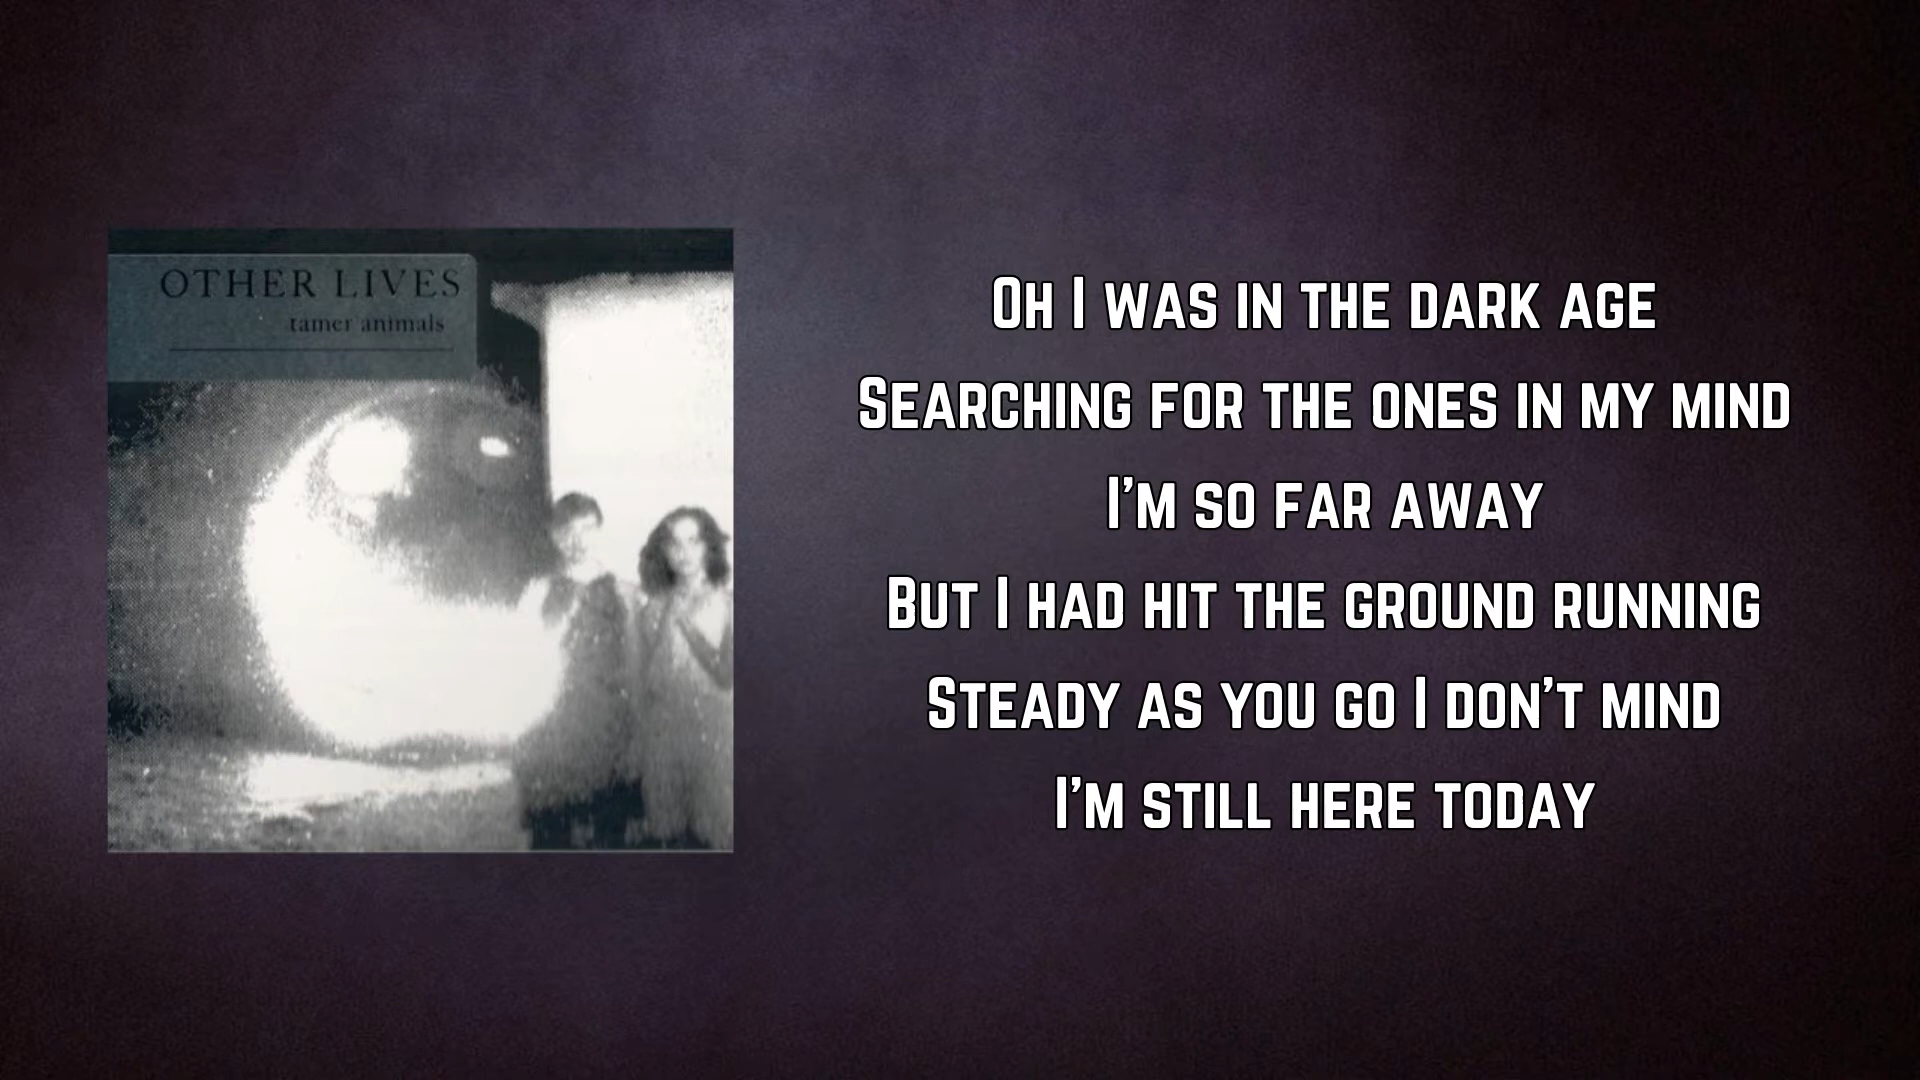 OTHER LIVES
tamer animals
Oh I was in the dark age
Searching for the ones in my mind
I'm so far away
But I had hit the ground running
Steady as you go I don't mind
I'm still here today